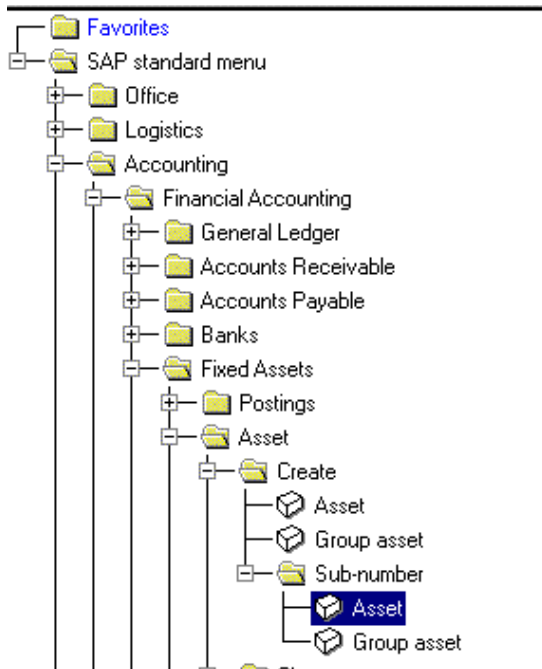 Favorites
SAP standard menu
Office
Logistics
Accounting
Financial Accounting
General Ledger
Accounts Receivable
Accounts Payable
Banks
Fixed Assets
Postings
Asset
Create
Asset
Group asset
Sub-number
Asset
Group asset